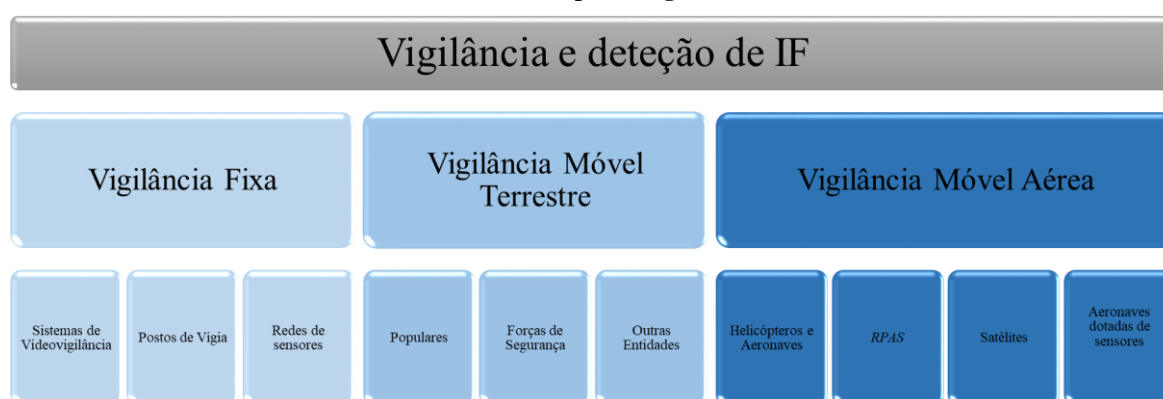 Vigilância e deteção de IF
Vigilância Fixa
Vigilância Móvel
Terrestre
Vigilância Móvel Aérea
Sistemas de
Videovigilância
Postos de Vigia
Redes de
sensores
Populares
Forças de
Segurança
Outras
Entidades
Helicópteros e
Aeronaves
RPAS
Satélites
Aeronaves
dotadas de
sensores